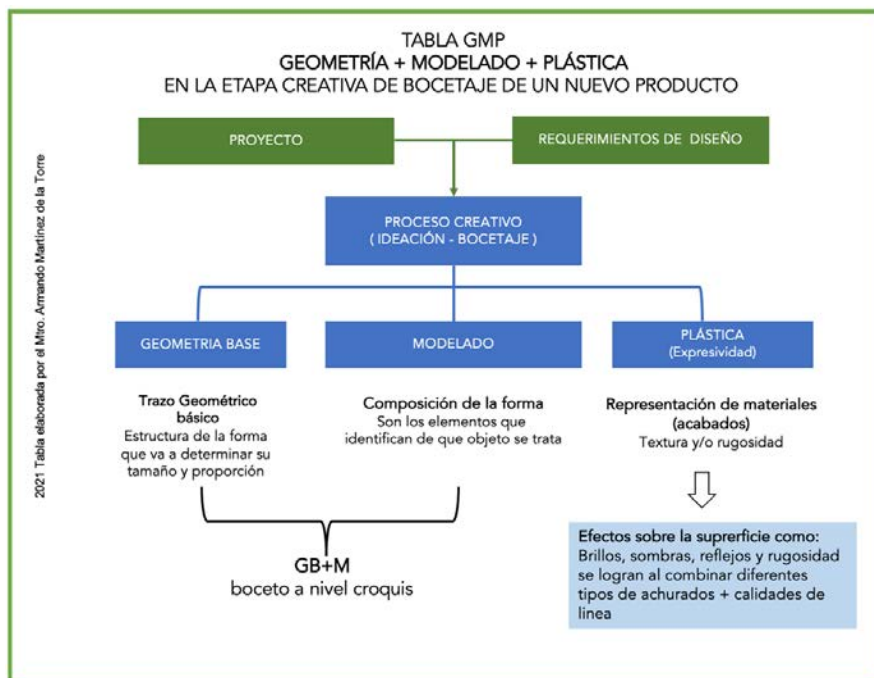 TABLA GMP
GEOMETRÍA + MODELADO + PLÁSTICA
EN LA ETAPA CREATIVA DE BOCETAJE DE UN NUEVO PRODUCTO
PROYECTO
REQUERIMIENTOS DE DISEÑO
PROCESO CREATIVO
( IDEACIÓN - BOCETAJE )
GEOMETRIA BASE
MODELADO
PLÁSTICA
(Expresividad)
Trazo Geométrico
básico
Estructura de la forma
que va a determinar su
tamaño y proporción
Composición de la forma
Son los elementos que
identifican de que objeto se trata
Representación de materiales
(acabados)
Textura y/o rugosidad
GB+M
boceto a nivel croquis
Efectos sobre la suprerficie como:
Brillos, sombras, reflejos y rugosidad
se logran al combinar diferentes
tipos de achurados + calidades de
linea
2021 Tabla elaborada por el Mtro. Armando Martínez de la Torre